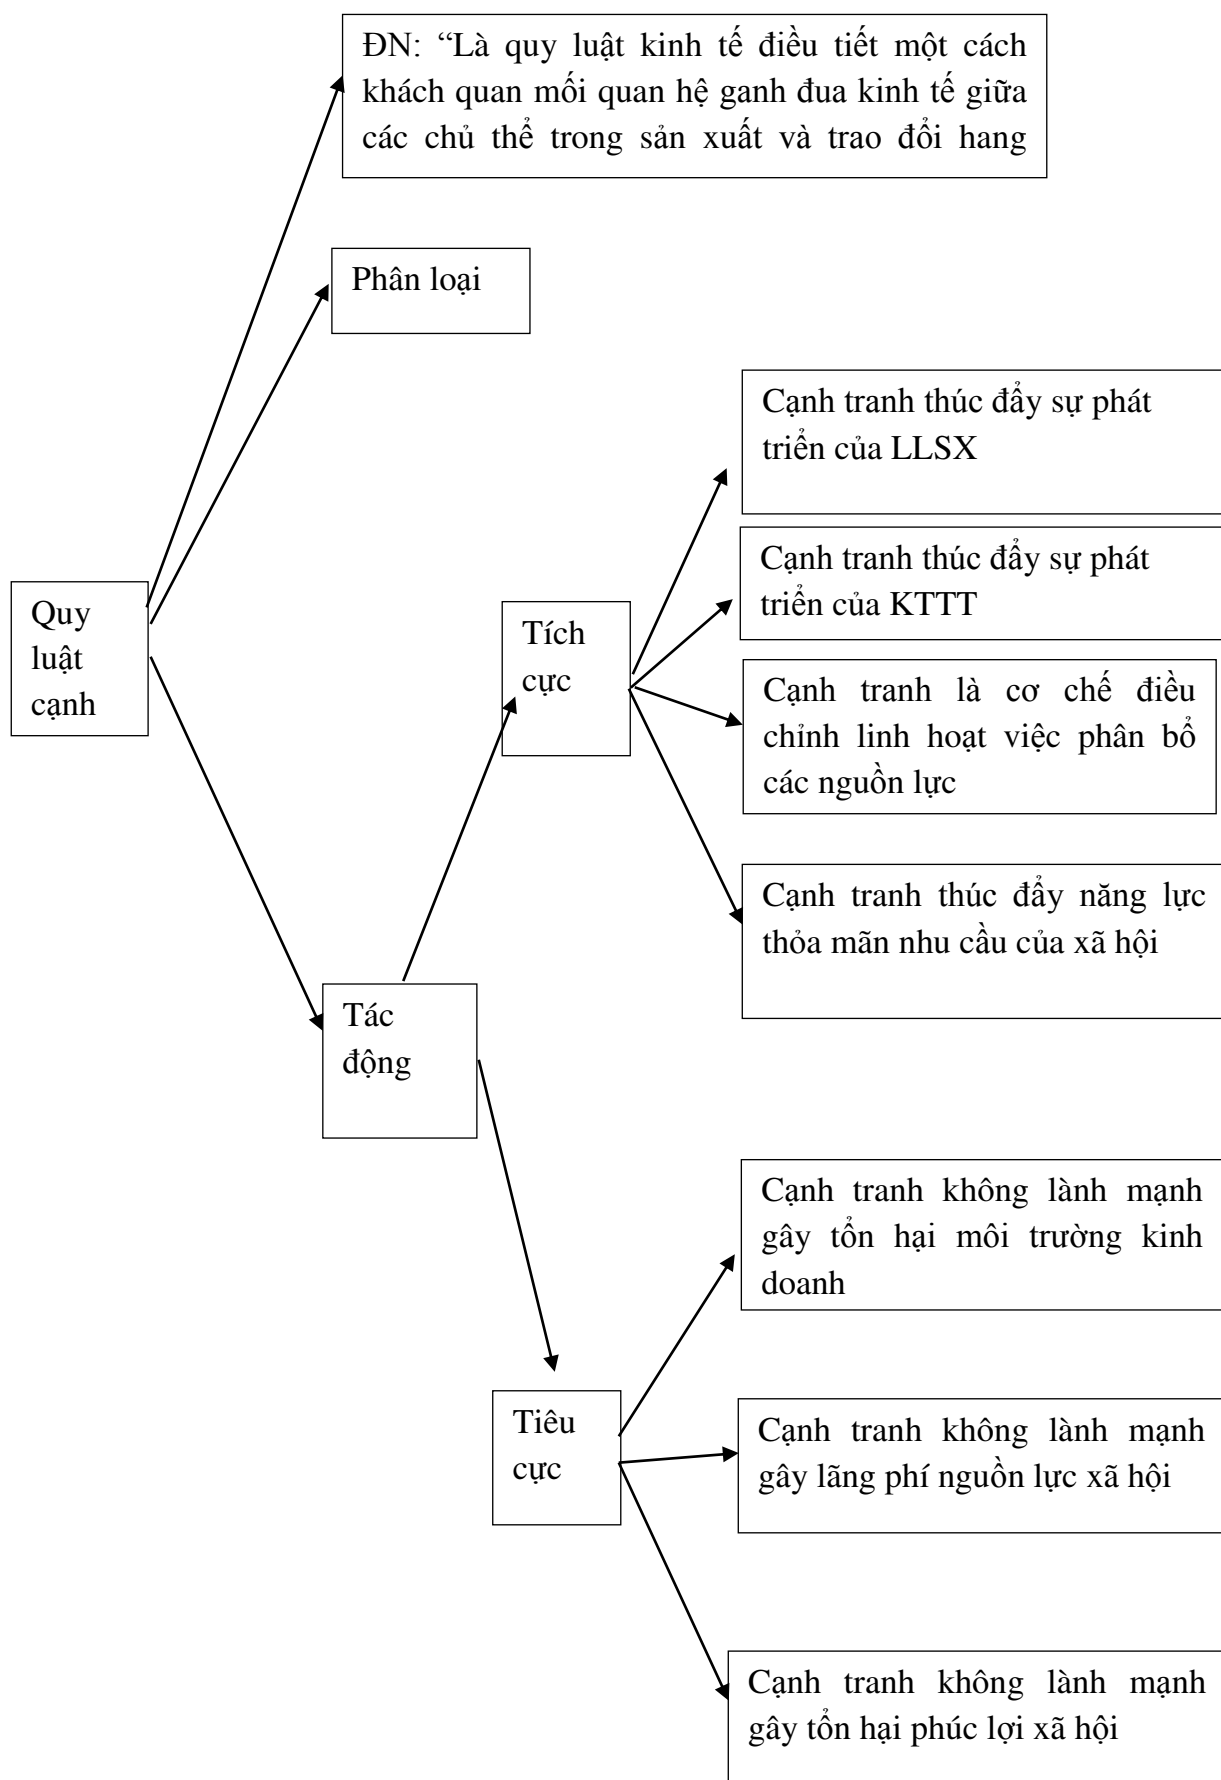 ĐN: “Là quy luật kinh tế điều tiết một cách
khách quan mối quan hệ ganh đua kinh tế giữa
các chủ thể trong sản xuất và trao đổi hang
Phân loại
Cạnh tranh thúc đẩy sự phát
triển của LLSX
Cạnh tranh thúc đẩy sự phát
triển của KTTT
Quy
luật
cạnh
Tích
cực
Cạnh tranh là cơ chế điều
chỉnh linh hoạt việc phân bổ
các nguồn lực
Cạnh tranh thúc đẩy năng lực
thỏa mãn nhu cầu của xã hội
Tác
động
Cạnh tranh không lành mạnh
gây tổn hại môi trường kinh
doanh
Tiêu
cực
Cạnh tranh không lành mạnh
gây lãng phí nguồn lực xã hội
Cạnh tranh không lành mạnh
gây tổn hại phúc lợi xã hội